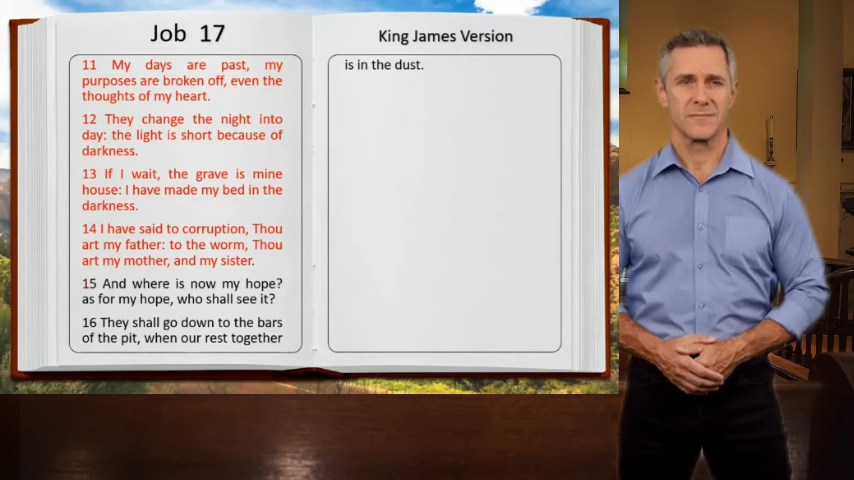 Job 17
11 My days are past, my
purposes are broken off, even the
thoughts of my heart.
12 They change the night into
day: the light is short because of
darkness.
13 If I wait, the grave is mine
house: I have made my bed in the
darkness.
14 I have said to corruption, Thou
art my father: to the worm, Thou
art my mother, and my sister.
15 And where is now my hope?
as for my hope, who shall see it?
16 They shall go down to the bars
of the pit, when our rest together
King James Version
is in the dust.